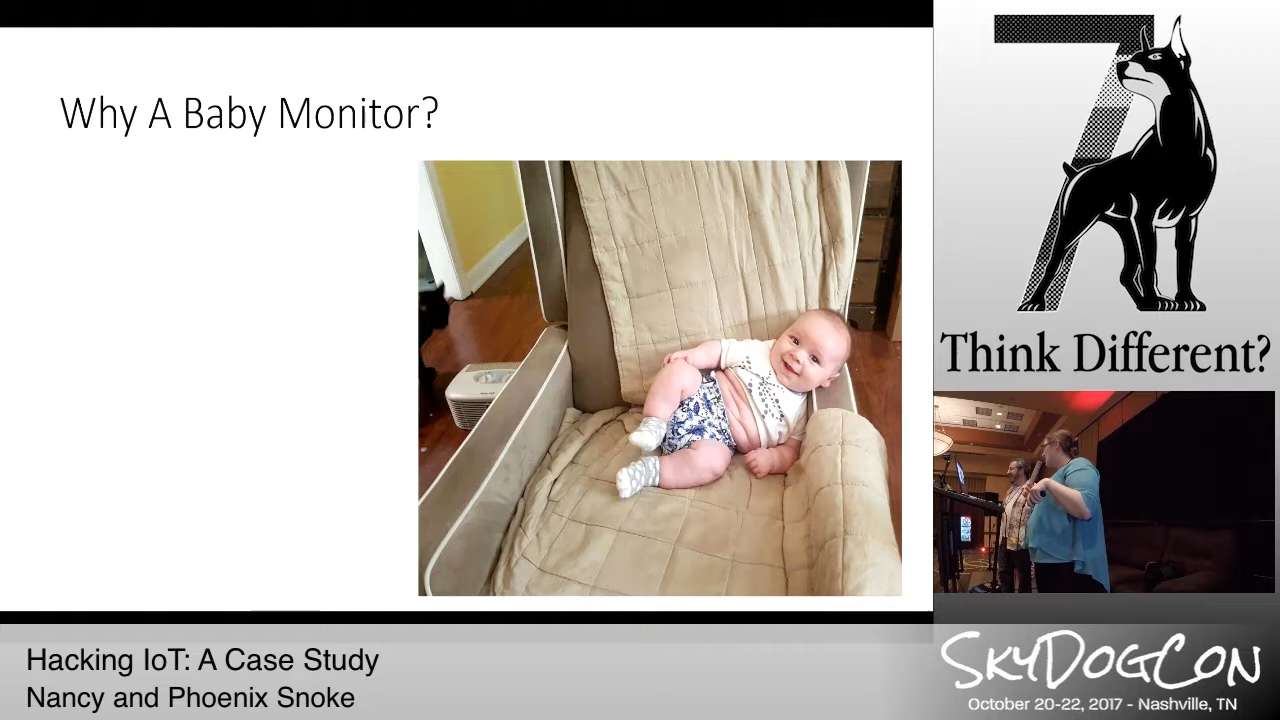 Why A Baby Monitor?
7
Think Different?
Hacking IoT: A Case Study
Nancy and Phoenix Snoke
SKYDOGCON
October 20-22, 2017 - Nashville, TN